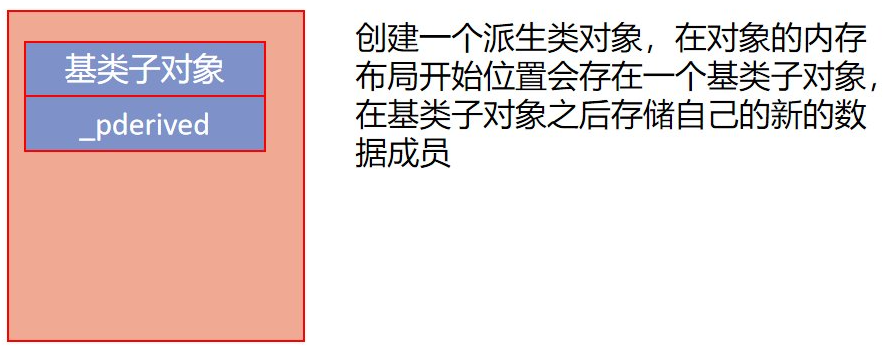 基类子对象
_pderived
创建一个派生类对象，在对象的内存
布局开始位置会存在一个基类子对象，
在基类子对象之后存储自己的新的数
据成员